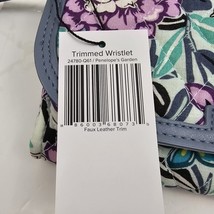 Trimmed Wristlet
24780-Q61 / Penelope's Garden
Faux Leather Trim